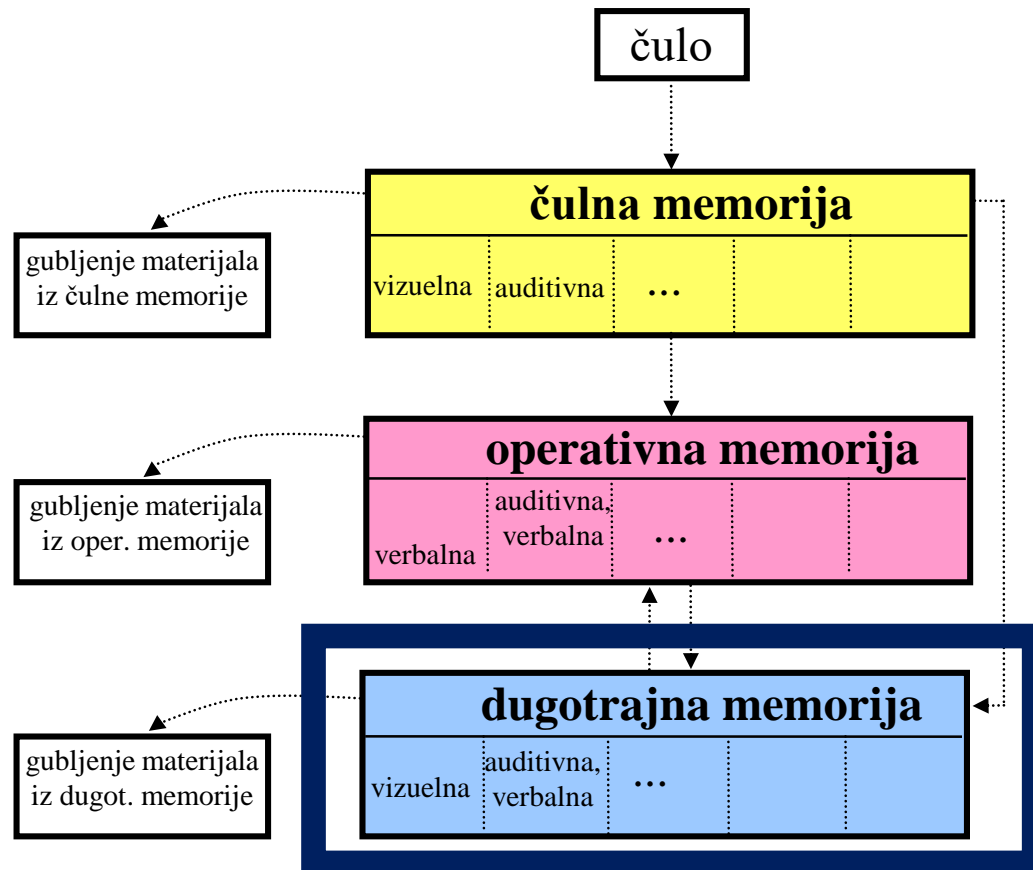 čulo
čulna memorija
gubljenje materijala
iz čulne memorije
vizuelna
auditivna
...
operativna memorija
gubljenje materijala
iz oper. memorije
verbalna
auditivna,
verbalna
...
dugotrajna memorija
gubljenje materijala
iz dugot. memorije
vizuelna
auditivna,
verbalna
...